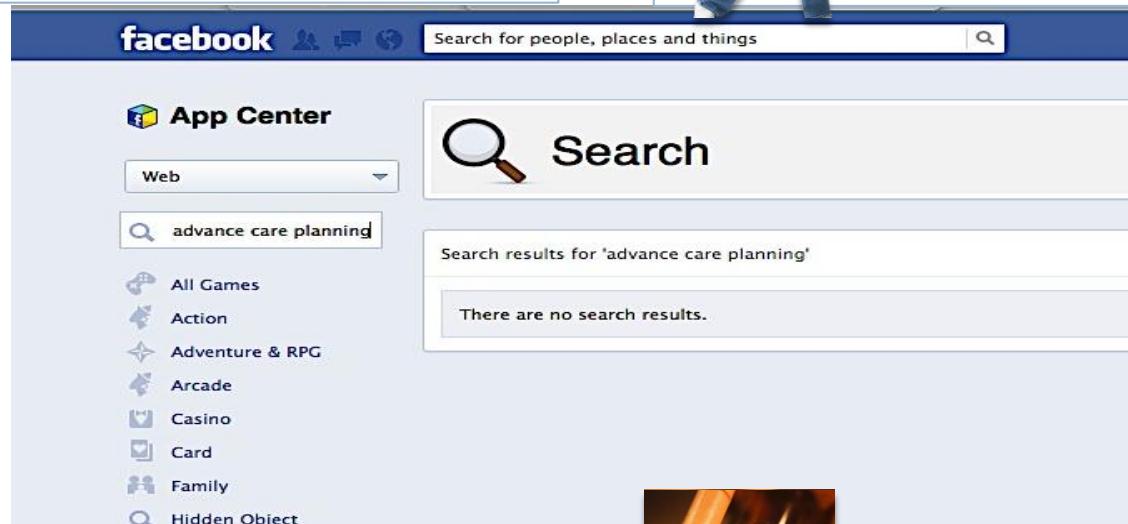 facebook
Search for people, places and things
App Center
Web
advance care planning
All Games
Action
Adventure & RPG
Arcade
Casino
Card
Family
Hidden Object
Search
Search results for 'advance care planning'
There are no search results.